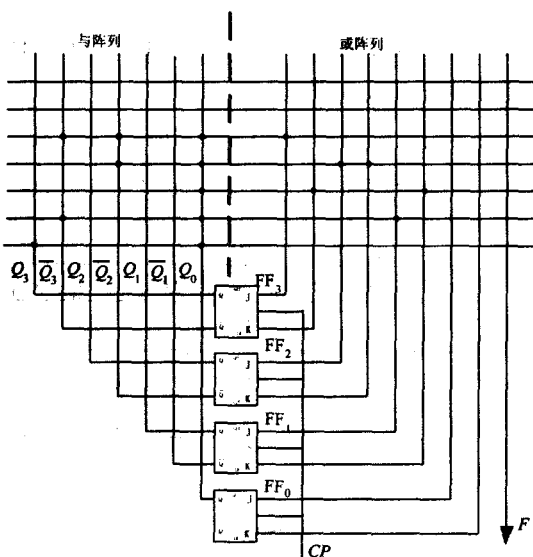 与阵列
或阵列
Q₃ Q̅₃ Q₂ Q̅₂ Q₁ Q̅₁ Q₀
FF₃
J
K
FF₂
J
K
FF₁
J
K
FF₀
J
K
F
CP